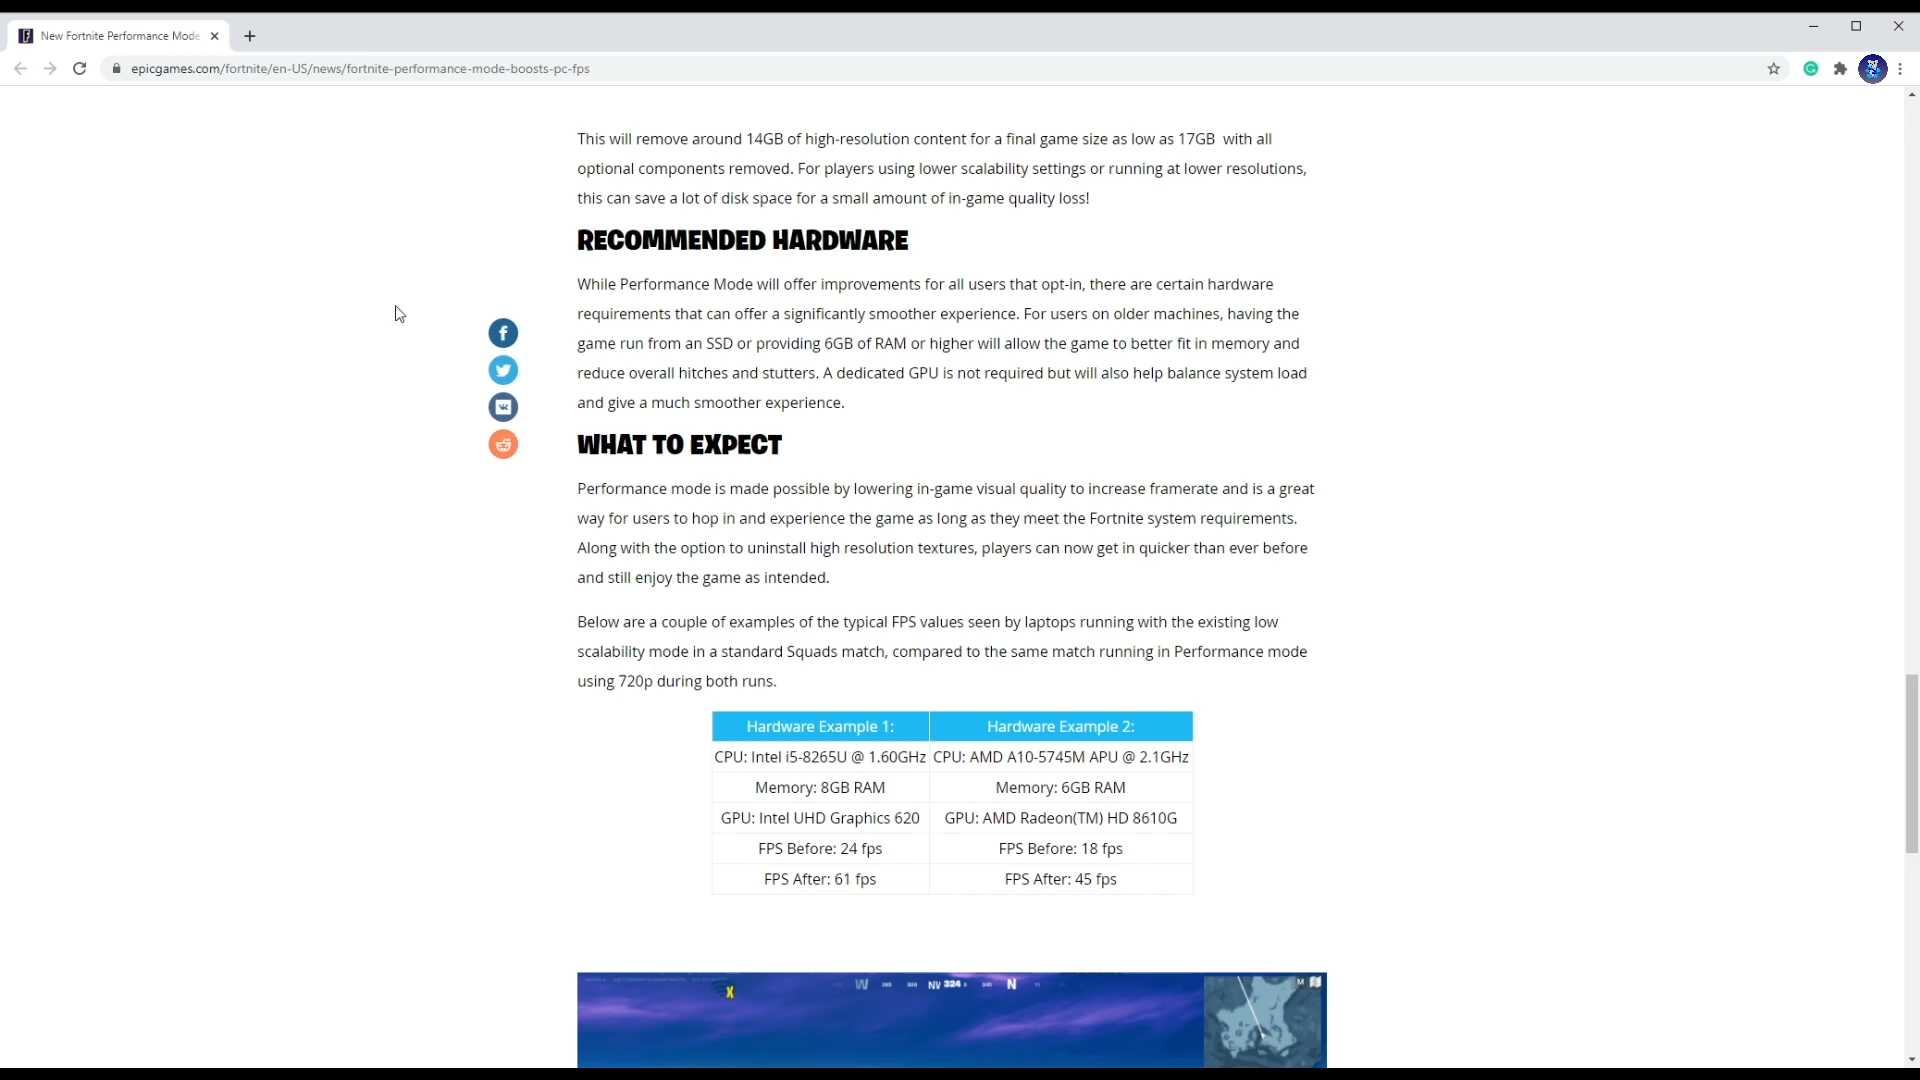 New Fortnite Performance Mode
epicgames.com/fortnite/en-US/news/fortnite-performance-mode-boosts-pc-fps
This will remove around 14GB of high-resolution content for a final game size as low as 17GB with all
optional components removed. For players using lower scalability settings or running at lower resolutions,
this can save a lot of disk space for a small amount of in-game quality loss!
RECOMMENDED HARDWARE
While Performance Mode will offer improvements for all users that opt-in, there are certain hardware
requirements that can offer a significantly smoother experience. For users on older machines, having the
game run from an SSD or providing 6GB of RAM or higher will allow the game to better fit in memory and
reduce overall hitches and stutters. A dedicated GPU is not required but will also help balance system load
and give a much smoother experience.
WHAT TO EXPECT
Performance mode is made possible by lowering in-game visual quality to increase framerate and is a great
way for users to hop in and experience the game as long as they meet the Fortnite system requirements.
Along with the option to uninstall high resolution textures, players can now get in quicker than ever before
and still enjoy the game as intended.
Below are a couple of examples of the typical FPS values seen by laptops running with the existing low
scalability mode in a standard Squads match, compared to the same match running in Performance mode
using 720p during both runs.
Hardware Example 1: Hardware Example 2:
CPU: Intel i5-8265U @ 1.60GHz CPU: AMD A10-5745M APU @ 2.1GHz
Memory: 8GB RAM Memory: 6GB RAM
GPU: Intel UHD Graphics 620 GPU: AMD Radeon(TM) HD 8610G
FPS Before: 24 fps FPS Before: 18 fps
FPS After: 61 fps FPS After: 45 fps
W NV 324 N M
X